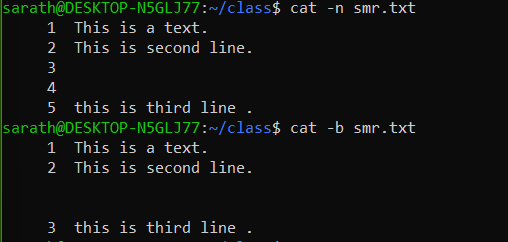 sarath@DESKTOP-N5GLJ77:~/class$ cat -n smr.txt
     1  This is a text.
     2  This is second line.
     3
     4
     5  this is third line .
sarath@DESKTOP-N5GLJ77:~/class$ cat -b smr.txt
     1  This is a text.
     2  This is second line.


     3  this is third line .